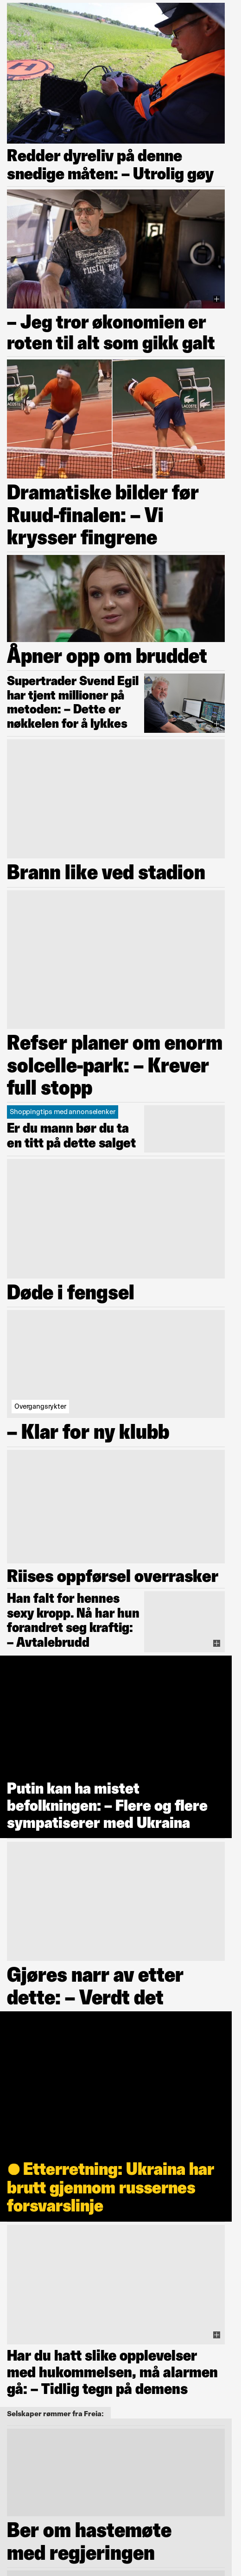 Redder dyreliv på denne
snedige måten: – Utrolig gøy
– Jeg tror økonomien er
roten til alt som gikk galt
LACOSTE
Dramatiske bilder før
Ruud-finalen: – Vi
krysser fingrene
Åpner opp om bruddet
Supertrader Svend Egil
har tjent millioner på
metoden: – Dette er
nøkkelen for å lykkes
Brann like ved stadion
Refser planer om enorm
solcelle-park: – Krever
full stopp
Shoppingtips med annonselenker
Er du mann bør du ta
en titt på dette salget
Døde i fengsel
Overgangsrykter
– Klar for ny klubb
Riises oppførsel overrasker
Han falt for hennes
sexy kropp. Nå har hun
forandret seg kraftig:
– Avtalebrudd
Putin kan ha mistet
befolkningen: – Flere og flere
sympatiserer med Ukraina
Gjøres narr av etter
dette: – Verdt det
Etterretning: Ukraina har
brutt gjennom russernes
forsvarslinje
Har du hatt slike opplevelser
med hukommelsen, må alarmen
gå: – Tidlig tegn på demens
Selskaper rømmer fra Freia:
Ber om hastemøte
med regjeringen